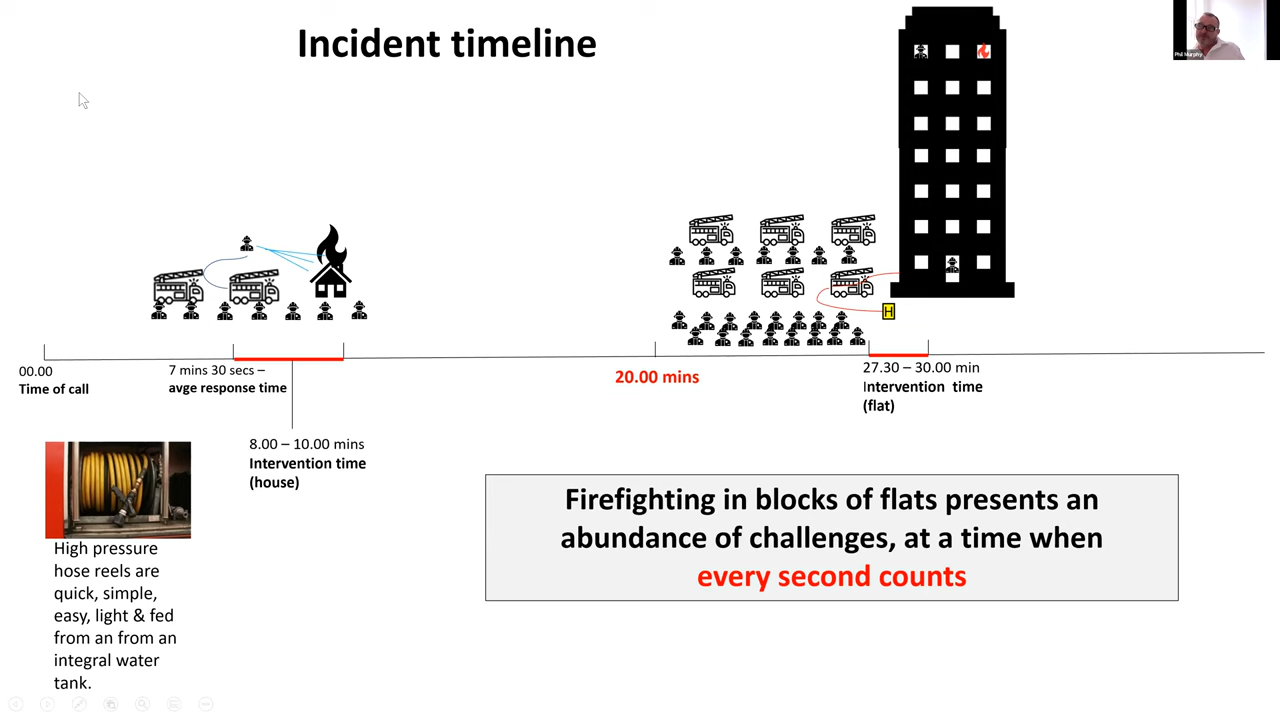 Incident timeline
Phil Murphy
H
00.00
Time of call
7 mins 30 secs –
avge response time
8.00 – 10.00 mins
Intervention time
(house)
20.00 mins
27.30 – 30.00 min
Intervention time
(flat)
High pressure
hose reels are
quick, simple,
easy, light & fed
from an from an
integral water
tank.
Firefighting in blocks of flats presents an
abundance of challenges, at a time when
every second counts